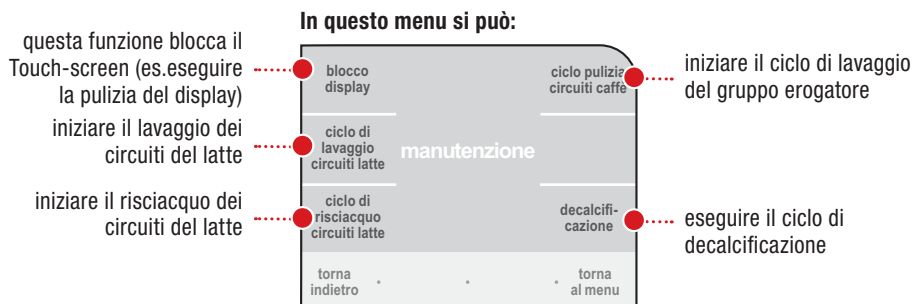 In questo menu si può:
questa funzione blocca il
Touch-screen (es.eseguire
la pulizia del display)
iniziare il lavaggio dei
circuiti del latte
iniziare il risciacquo dei
circuiti del latte
blocco
display
ciclo di
lavaggio
circuiti latte
ciclo di
risciacquo
circuiti latte
manutenzione
ciclo pulizia
circuiti caffè
decalcifi-
cazione
torna
indietro
torna
al menu
iniziare il ciclo di lavaggio
del gruppo erogatore
eseguire il ciclo di
decalcificazione